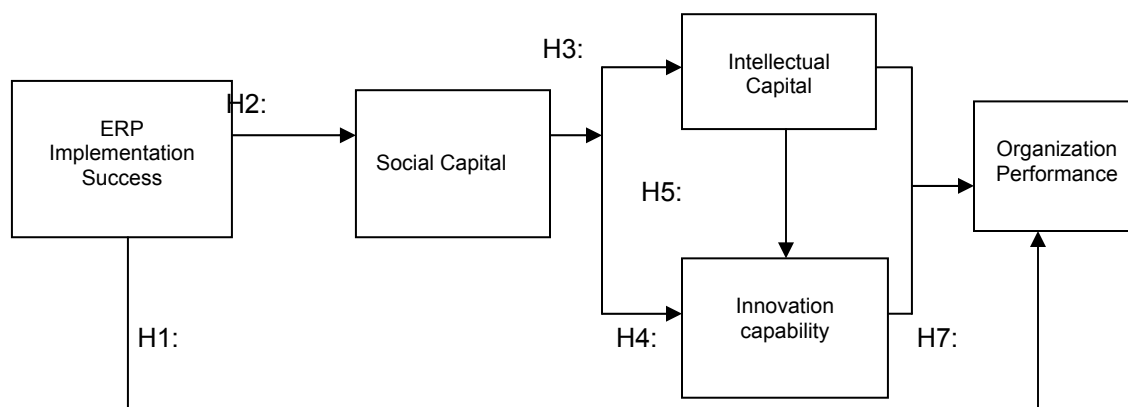 H2:
ERP
Implementation
Success
Social Capital
H3:
Intellectual
Capital
H5:
Innovation
capability
H4:
H7:
Organization
Performance
H1: